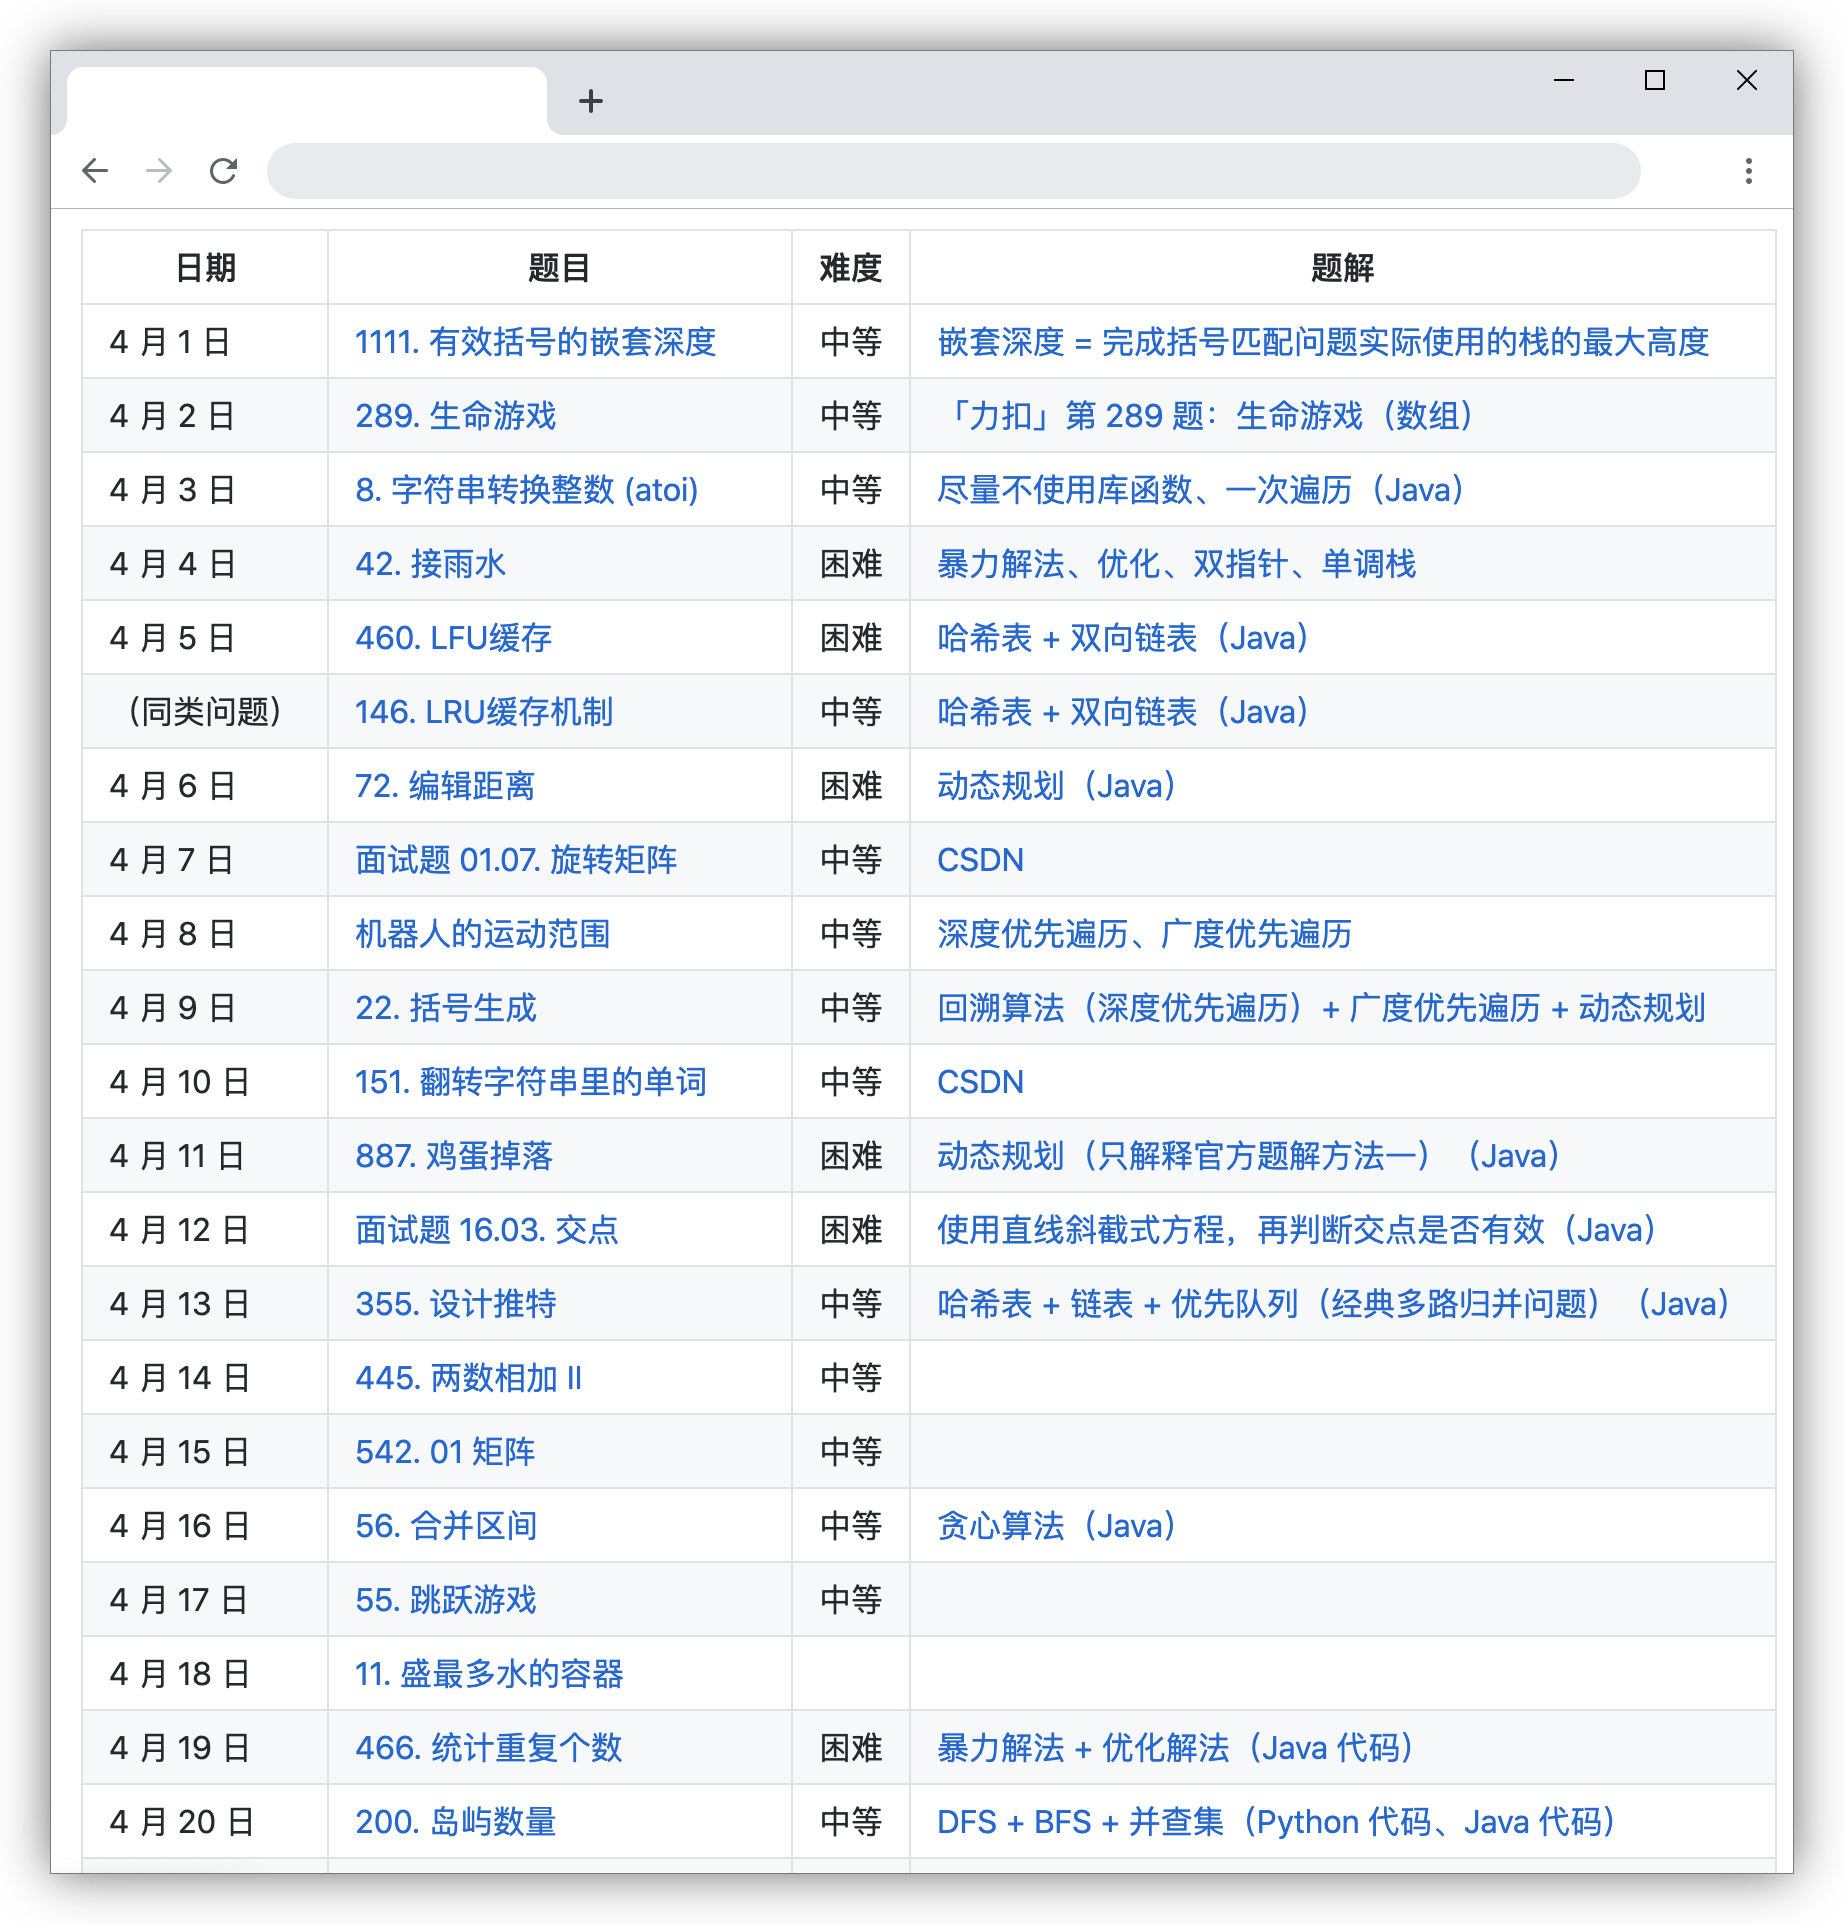 日期 题目 难度 题解
4 月 1 日 1111. 有效括号的嵌套深度 中等 嵌套深度 = 完成括号匹配问题实际使用的栈的最大高度
4 月 2 日 289. 生命游戏 中等 「力扣」第 289 题：生命游戏（数组）
4 月 3 日 8. 字符串转换整数 (atoi) 中等 尽量不使用库函数、一次遍历（Java）
4 月 4 日 42. 接雨水 困难 暴力解法、优化、双指针、单调栈
4 月 5 日 460. LFU缓存 困难 哈希表 + 双向链表（Java）
（同类问题） 146. LRU缓存机制 中等 哈希表 + 双向链表（Java）
4 月 6 日 72. 编辑距离 困难 动态规划（Java）
4 月 7 日 面试题 01.07. 旋转矩阵 中等 CSDN
4 月 8 日 机器人的运动范围 中等 深度优先遍历、广度优先遍历
4 月 9 日 22. 括号生成 中等 回溯算法（深度优先遍历）+ 广度优先遍历 + 动态规划
4 月 10 日 151. 翻转字符串里的单词 中等 CSDN
4 月 11 日 887. 鸡蛋掉落 困难 动态规划（只解释官方题解方法一）（Java）
4 月 12 日 面试题 16.03. 交点 困难 使用直线斜截式方程，再判断交点是否有效（Java）
4 月 13 日 355. 设计推特 中等 哈希表 + 链表 + 优先队列（经典多路归并问题）（Java）
4 月 14 日 445. 两数相加 II 中等
4 月 15 日 542. 01 矩阵 中等
4 月 16 日 56. 合并区间 中等 贪心算法（Java）
4 月 17 日 55. 跳跃游戏 中等
4 月 18 日 11. 盛最多水的容器
4 月 19 日 466. 统计重复个数 困难 暴力解法 + 优化解法（Java 代码）
4 月 20 日 200. 岛屿数量 中等 DFS + BFS + 并查集（Python 代码、Java 代码）